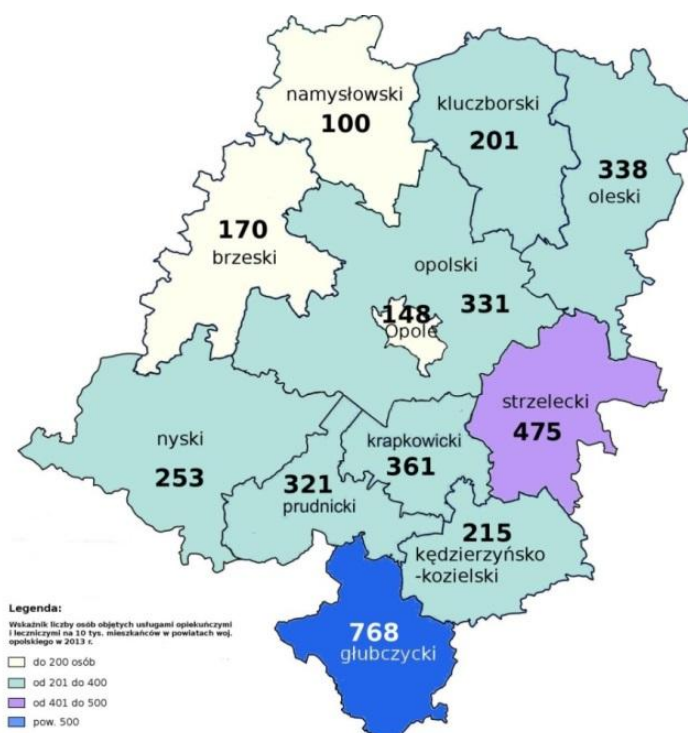 namysłowski
100
kluczborski
201
338
oleski
170
brzeski
opolski
331
148
Opole
strzelecki
475
nyski
253
krapkowicki
361
321
prudnicki
215
kędzierzyńsko
-kozielski
768
głubczycki
Legenda:
Wskaźnik liczby osób objętych usługami opiekuńczymi
i leczniczymi na 10 tys. mieszkańców w powiatach woj.
opolskiego w 2013 r.
do 200 osób
od 201 do 400
od 401 do 500
pow. 500